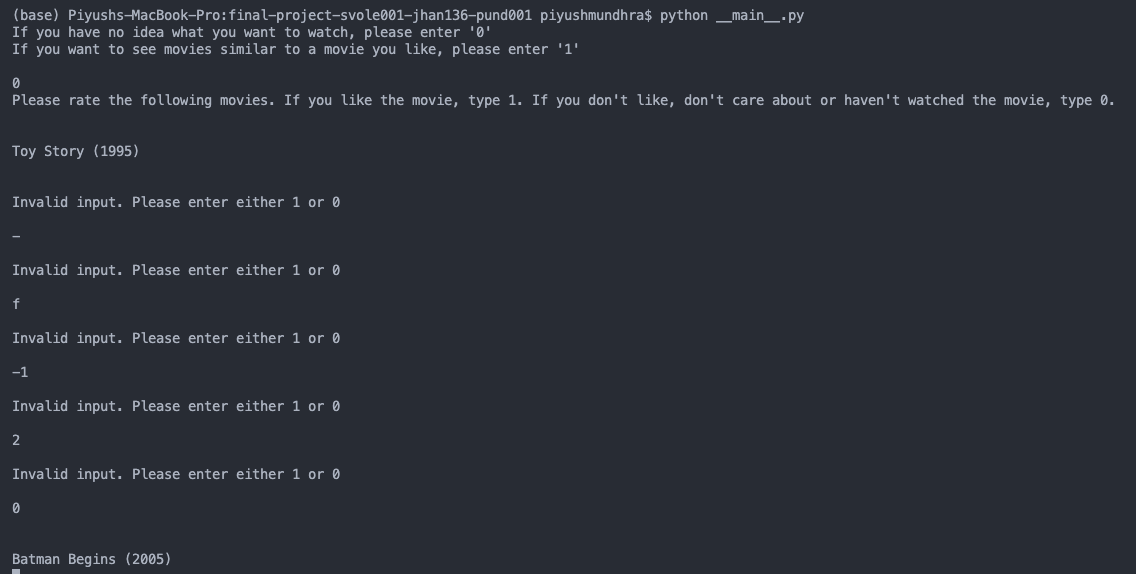 (base) Piyushs-MacBook-Pro:final-project-svole001-jhan136-pund001 piyushmundhra$ python __main__.py
If you have no idea what you want to watch, please enter '0'
If you want to see movies similar to a movie you like, please enter '1'
0
Please rate the following movies. If you like the movie, type 1. If you don't like, don't care about or haven't watched the movie, type 0.
Toy Story (1995)
Invalid input. Please enter either 1 or 0
-
Invalid input. Please enter either 1 or 0
f
Invalid input. Please enter either 1 or 0
-1
Invalid input. Please enter either 1 or 0
2
Invalid input. Please enter either 1 or 0
0
Batman Begins (2005)